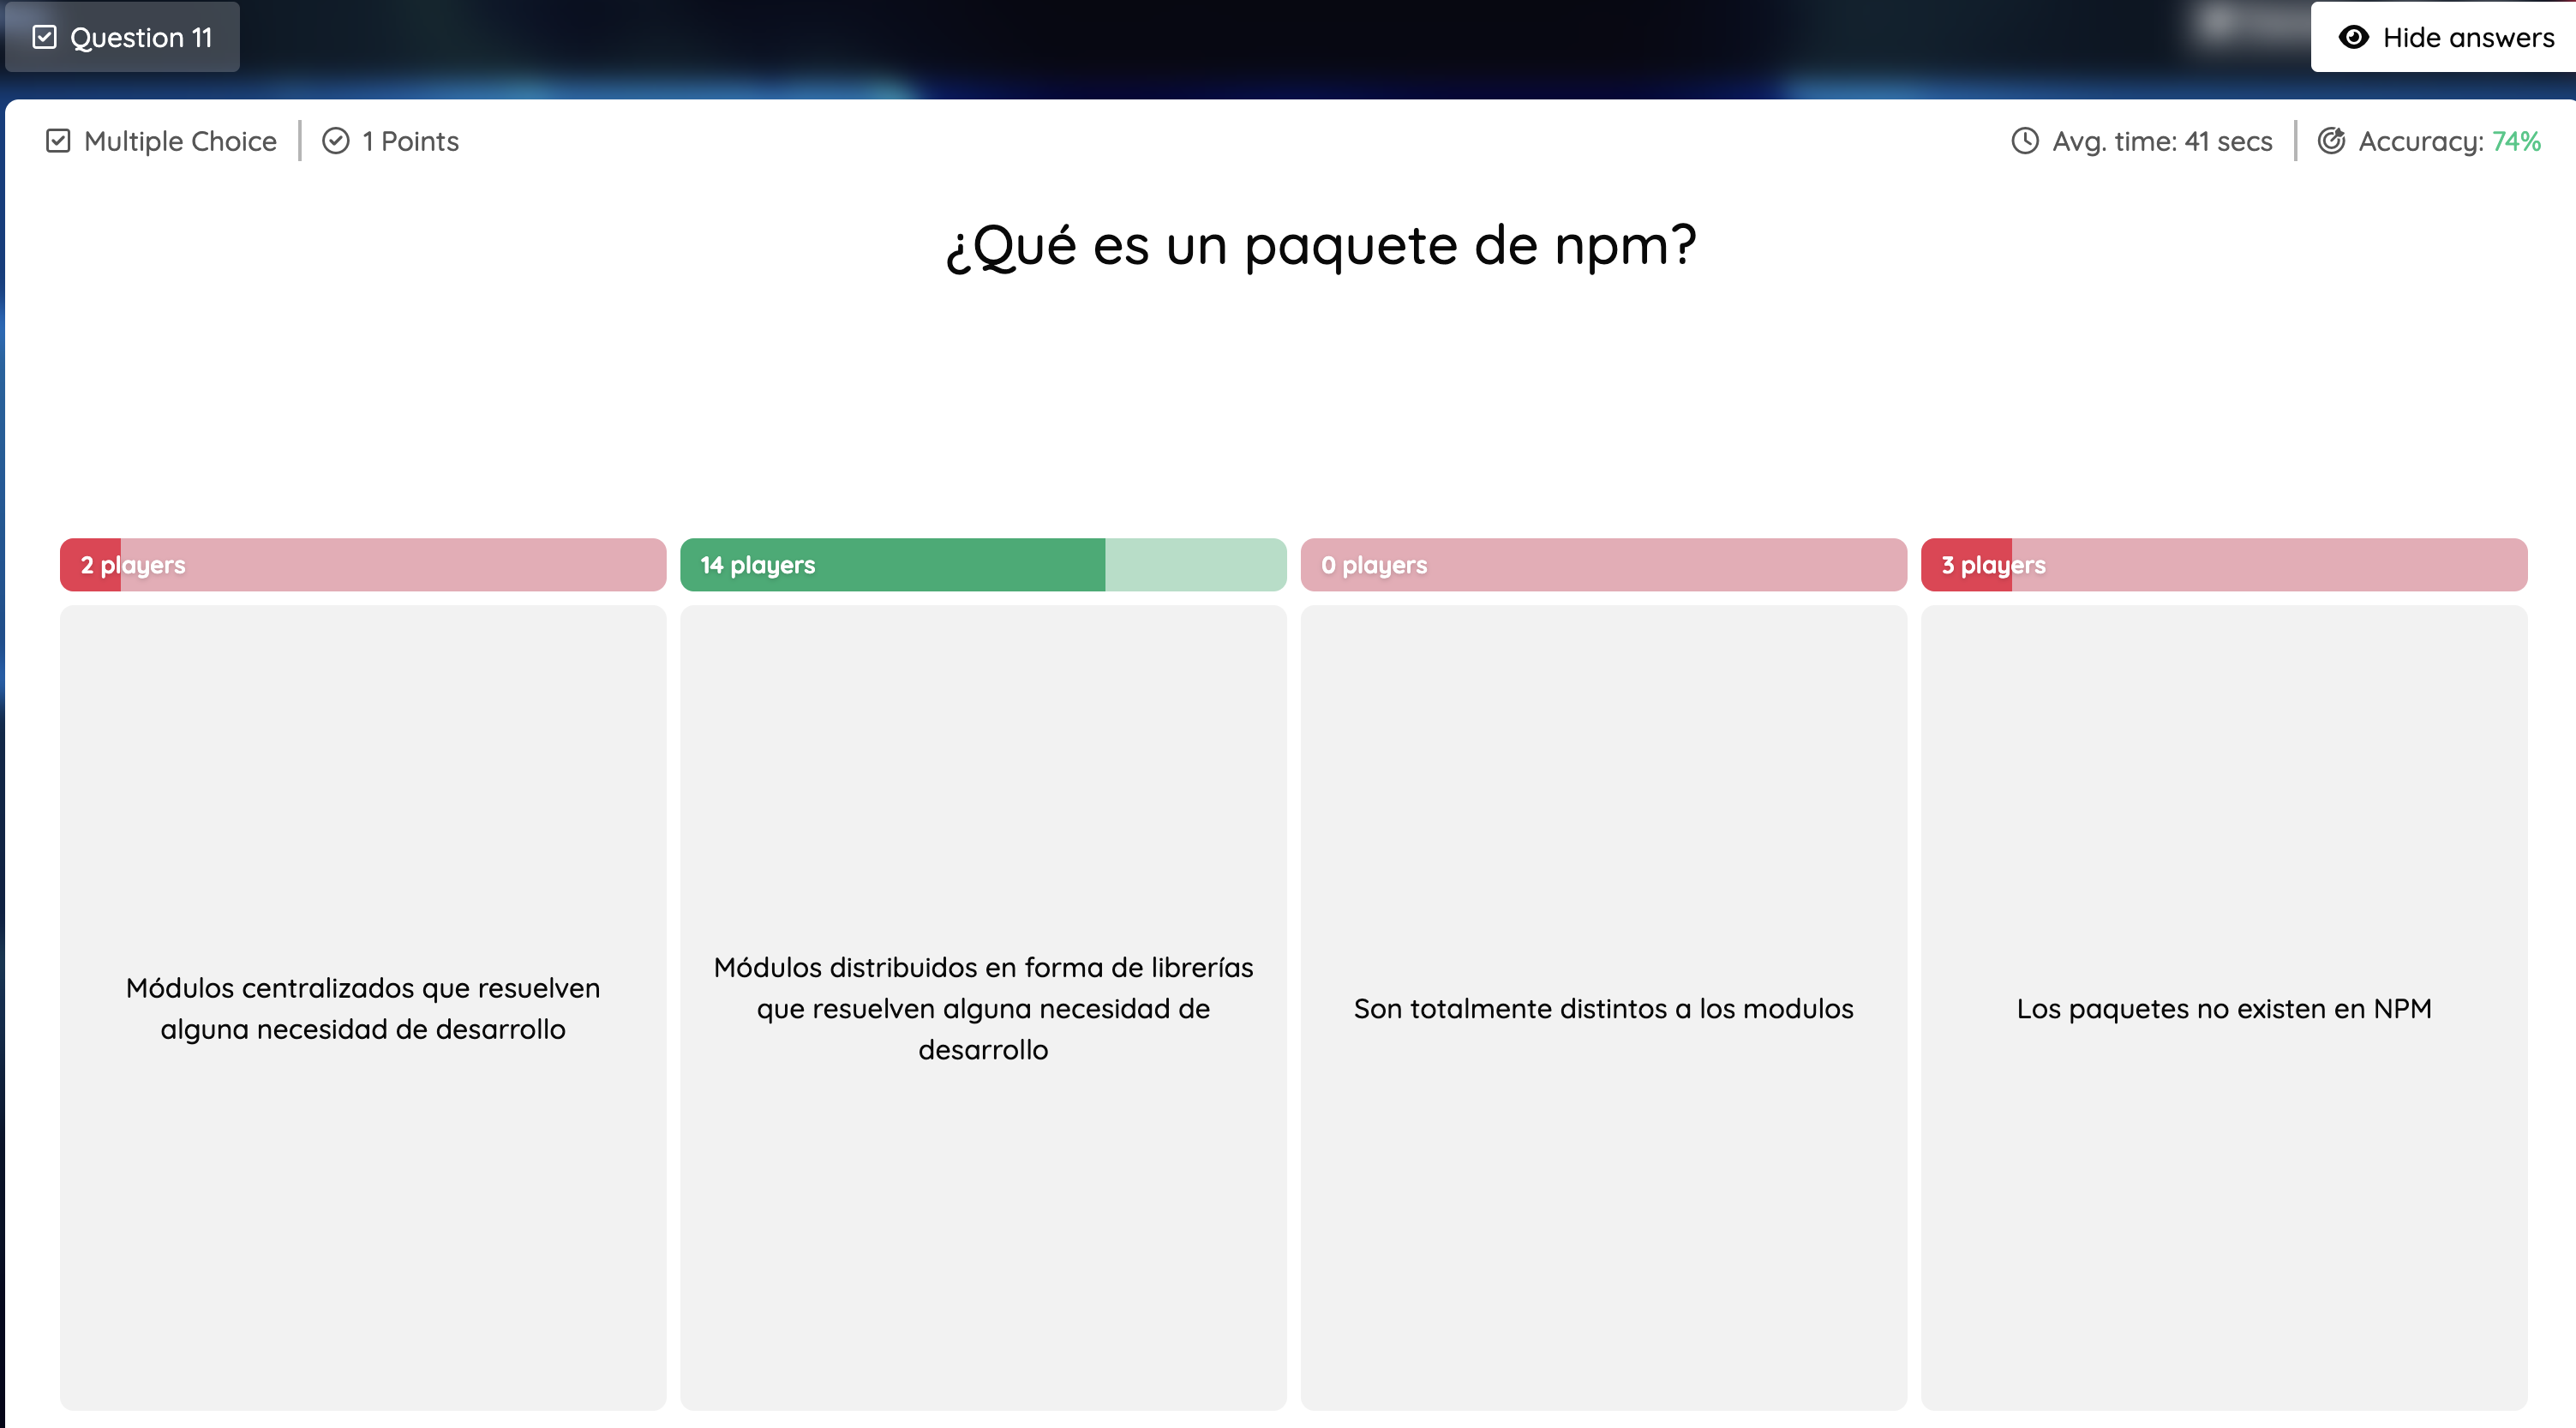 Question 11
Hide answers
Multiple Choice
1 Points
Avg. time: 41 secs
Accuracy: 74%
¿Qué es un paquete de npm?
2 players
14 players
0 players
3 players
Módulos centralizados que resuelven
alguna necesidad de desarrollo
Módulos distribuidos en forma de librerías
que resuelven alguna necesidad de
desarrollo
Son totalmente distintos a los modulos
Los paquetes no existen en NPM